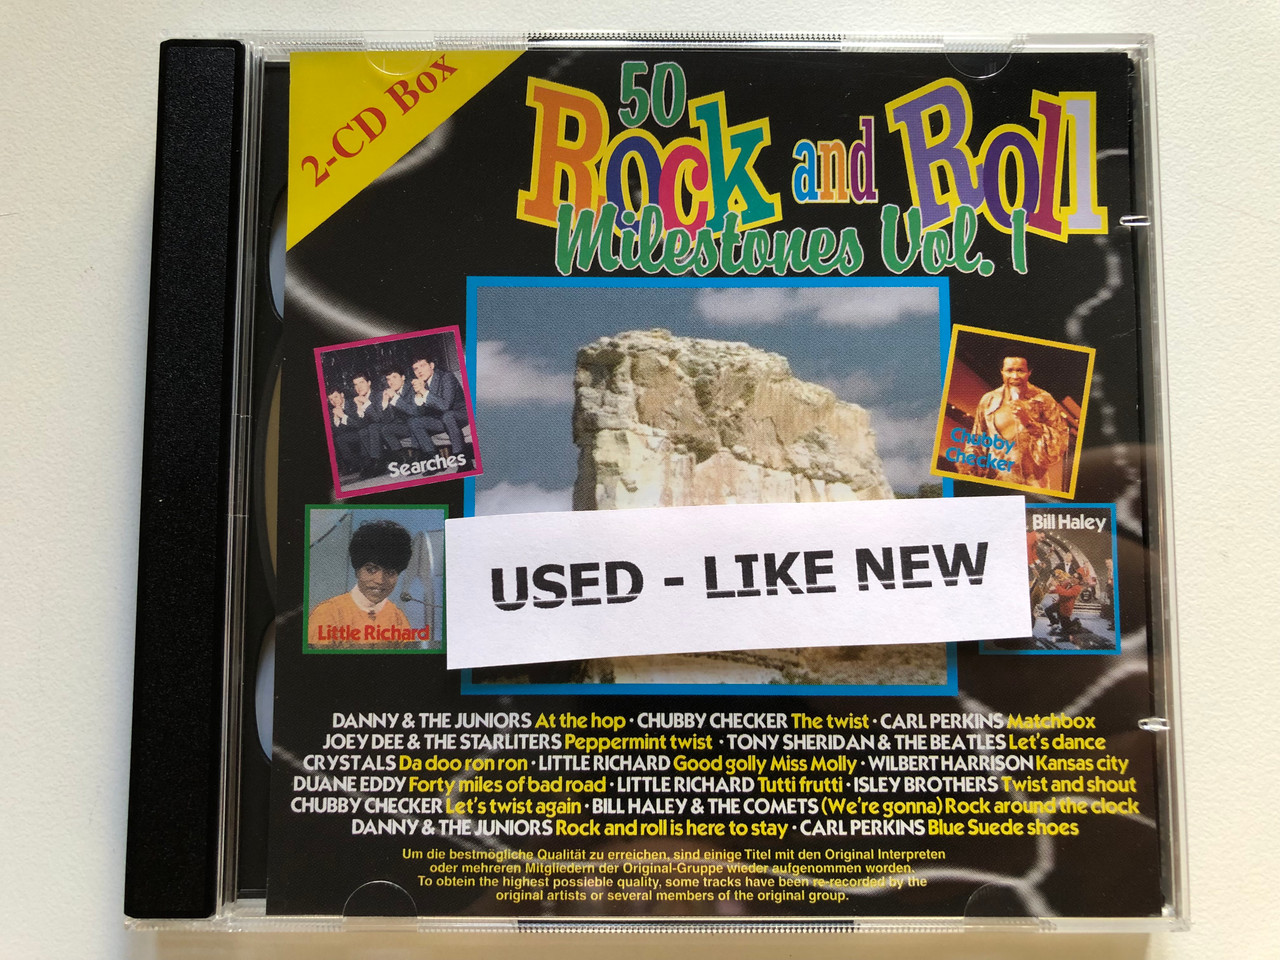 2-CD Box
50
Rock and Roll
Milestones Vol. 1
Searches
Chubby
Checker
Little Richard
Bill Haley
USED - LIKE NEW
DANNY & THE JUNIORS At the hop · CHUBBY CHECKER The twist · CARL PERKINS Matchbox
JOEY DEE & THE STARLITERS Peppermint twist · TONY SHERIDAN & THE BEATLES Let's dance
CRYSTALS Da doo ron ron · LITTLE RICHARD Good golly Miss Molly · WILBERT HARRISON Kansas city
DUANE EDDY Forty miles of bad road · LITTLE RICHARD Tutti frutti · ISLEY BROTHERS Twist and shout
CHUBBY CHECKER Let's twist again · BILL HALEY & THE COMETS (We're gonna) Rock around the clock
DANNY & THE JUNIORS Rock and roll is here to stay · CARL PERKINS Blue Suede shoes
Um die bestmögliche Qualität zu erreichen, sind einige Titel mit den Original Interpreten
oder mehreren Mitgliedern der Original-Gruppe wieder aufgenommen worden.
To obtein the highest possieble quality, some tracks have been re-recorded by the
original artists or several members of the original group.